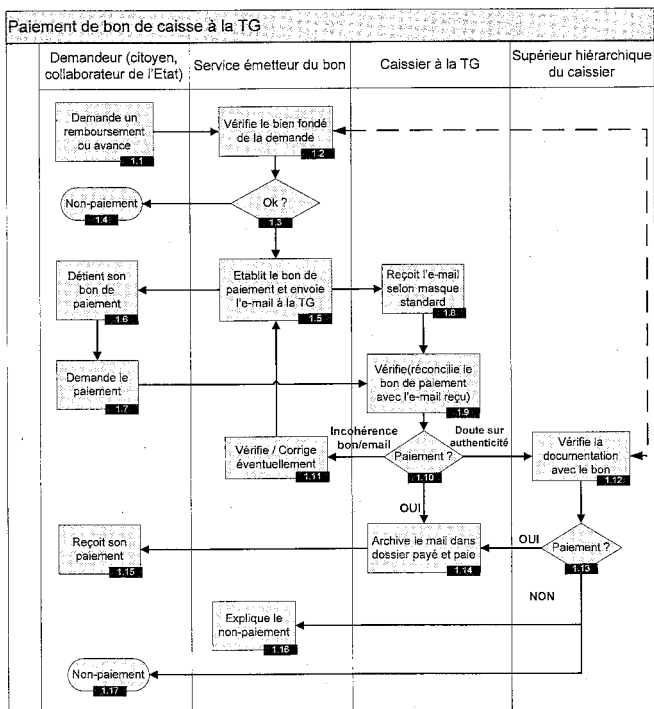 Paiement de bon de caisse à la TG
Demandeur (citoyen,
collaborateur de l'Etat)
Service émetteur du bon
Caissier à la TG
Supérieur hiérarchique
du caissier
Demande un
remboursement
ou avance
1.1
Vérifie le bien fondé
de la demande
1.2
Non-paiement
1.4
Ok ?
1.3
Détient son
bon de
paiement
1.6
Etablit le bon de
paiement et envoie
l'e-mail à la TG
1.5
Reçoit l'e-mail
selon masque
standard
1.8
Demande le
paiement
1.7
Vérifie(réconcilie le
bon de paiement
avec l'e-mail reçu)
1.9
Incohérence
bon/email
Doute sur
authenticité
Vérifie / Corrige
éventuellement
1.11
Paiement ?
1.10
Vérifie la
documentation
avec le bon
1.12
OUI
Reçoit son
paiement
1.15
Archive le mail dans
dossier payé et paie
1.14
OUI
Paiement ?
1.13
NON
Explique le
non-paiement
1.16
Non-paiement
1.17